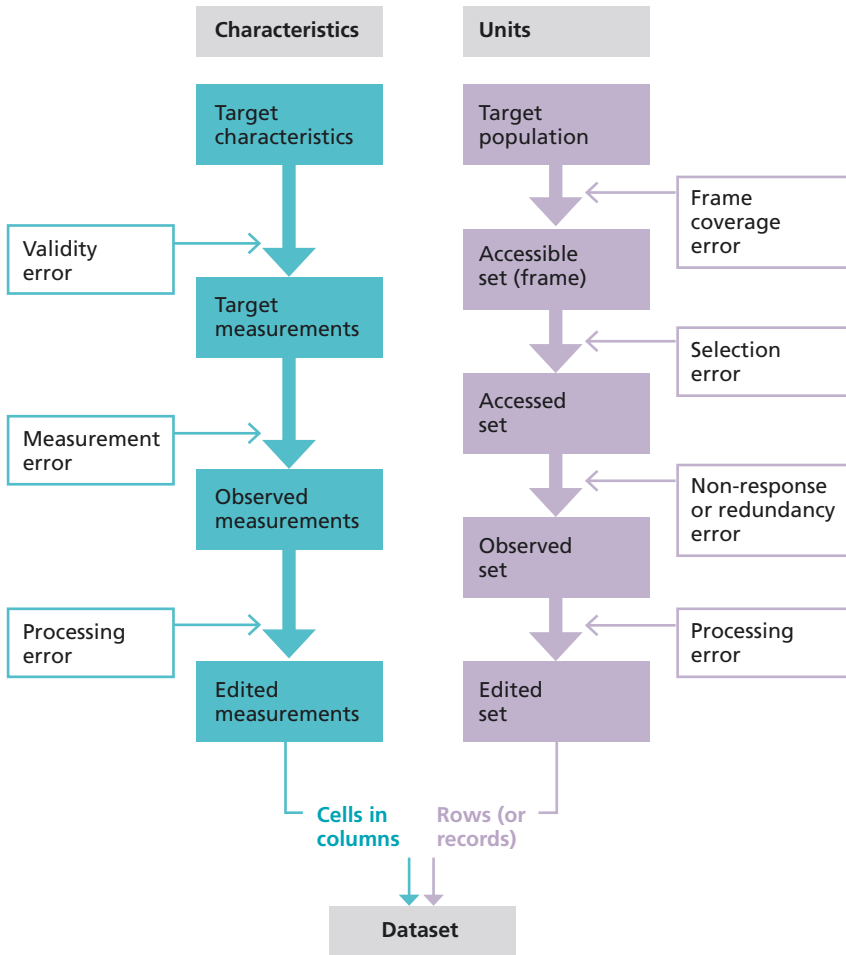 Characteristics
Units
Target
characteristics
Target
population
Frame
coverage
error
Validity
error
Accessible
set (frame)
Target
measurements
Selection
error
Accessed
set
Measurement
error
Observed
measurements
Non-response
or redundancy
error
Observed
set
Processing
error
Processing
error
Edited
measurements
Edited
set
Cells in
columns
Rows (or
records)
Dataset